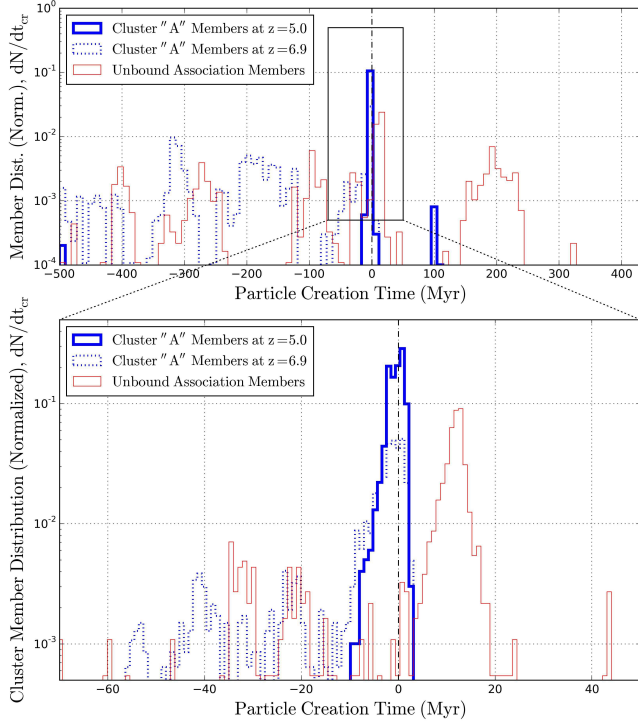 Member Dist. (Norm.), dN/dt_cr
10^0
10^-1
10^-2
10^-3
10^-4
Cluster "A" Members at z=5.0
Cluster "A" Members at z=6.9
Unbound Association Members
-500 -400 -300 -200 -100 0 100 200 300 400
Particle Creation Time (Myr)
Cluster Member Distribution (Normalized), dN/dt_cr
10^-1
10^-2
10^-3
Cluster "A" Members at z=5.0
Cluster "A" Members at z=6.9
Unbound Association Members
-60 -40 -20 0 20 40
Particle Creation Time (Myr)